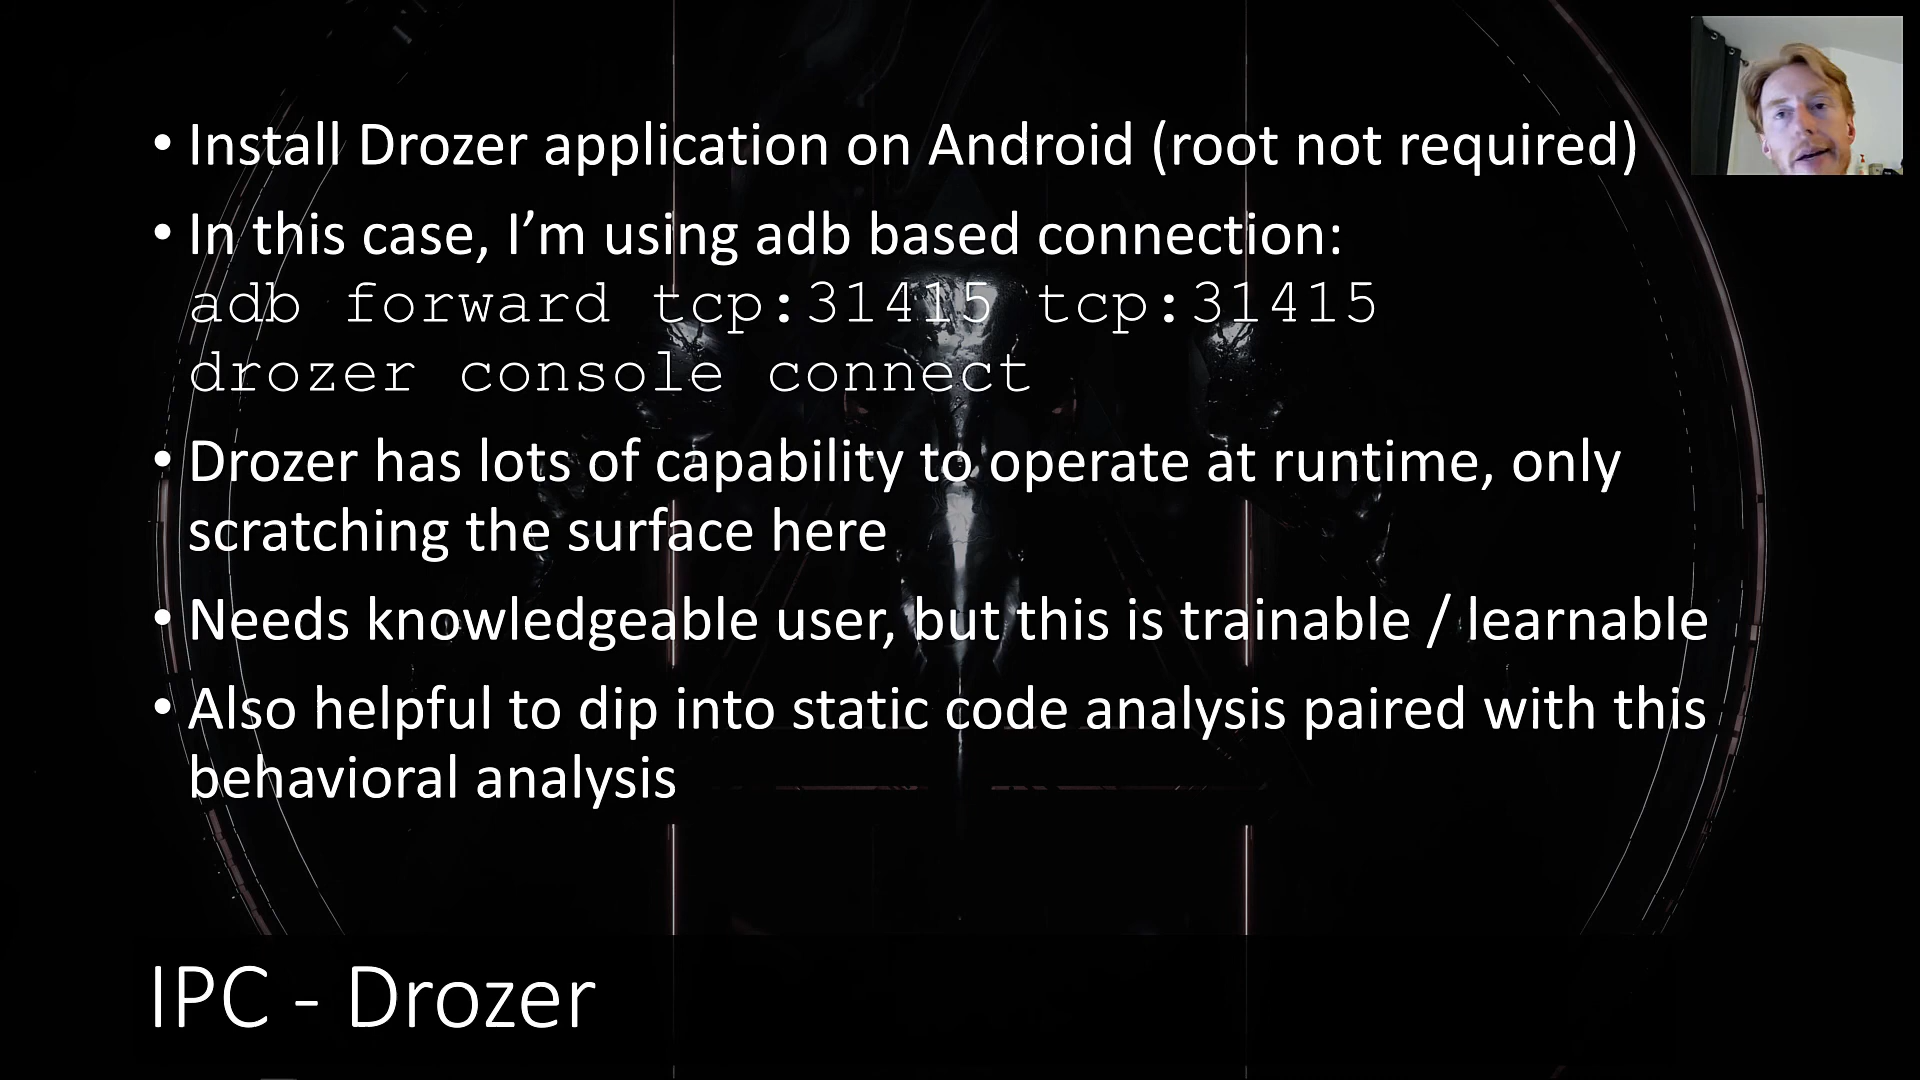 • Install Drozer application on Android (root not required)
• In this case, I’m using adb based connection:
adb forward tcp:31415 tcp:31415
drozer console connect
• Drozer has lots of capability to operate at runtime, only
scratching the surface here
• Needs knowledgeable user, but this is trainable / learnable
• Also helpful to dip into static code analysis paired with this
behavioral analysis
IPC - Drozer